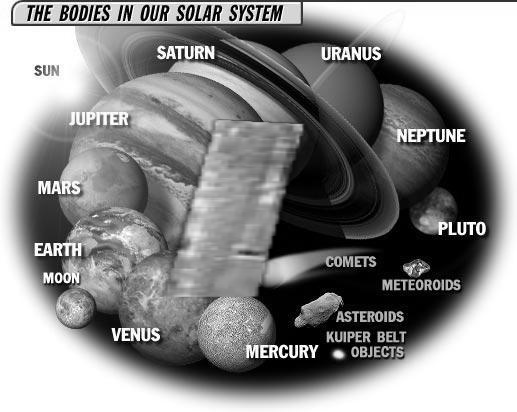 THE BODIES IN OUR SOLAR SYSTEM
SATURN
URANUS
SUN
JUPITER
NEPTUNE
MARS
PLUTO
EARTH
COMETS
MOON
METEOROIDS
ASTEROIDS
VENUS
KUIPER BELT
OBJECTS
MERCURY